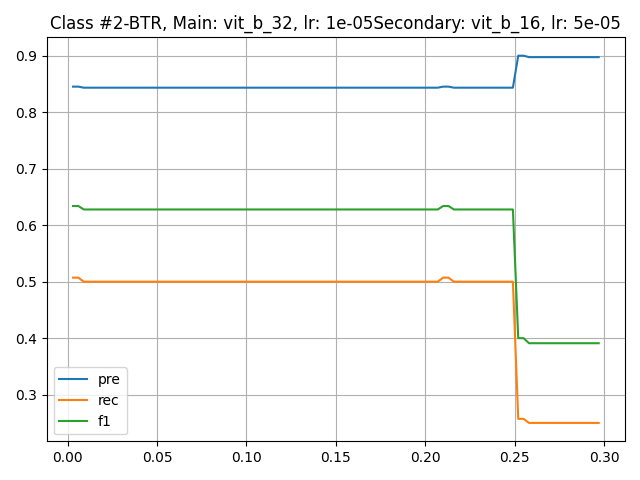 Class #2-BTR, Main: vit_b_32, lr: 1e-05Secondary: vit_b_16, lr: 5e-05
0.9
0.8
0.7
0.6
0.5
0.4
0.3
pre
rec
f1
0.00 0.05 0.10 0.15 0.20 0.25 0.30